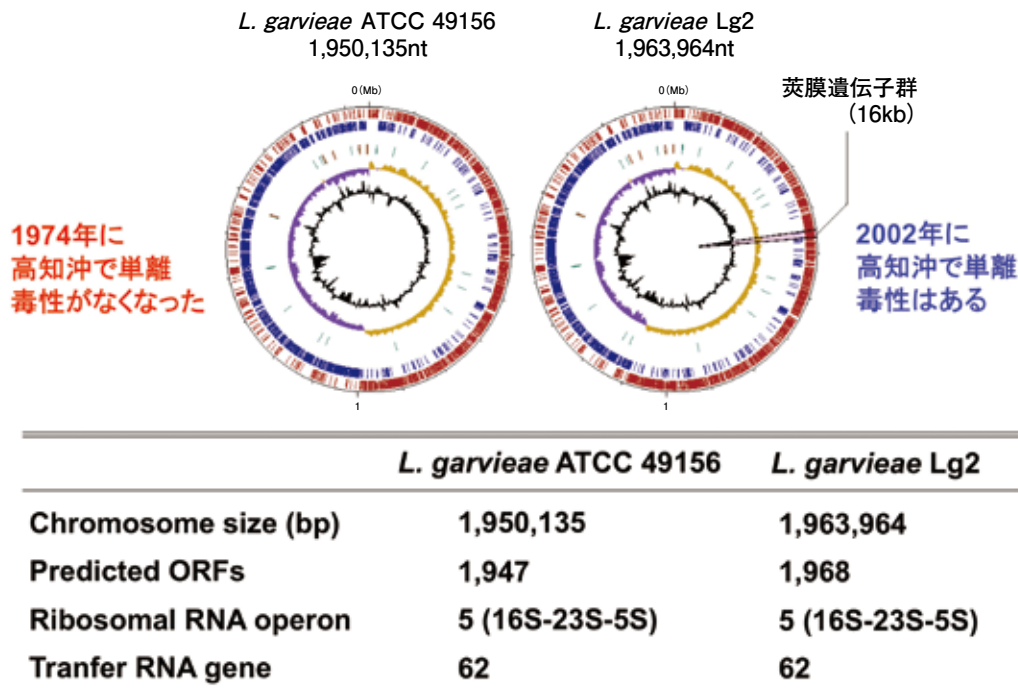 L. garvieae ATCC 49156
1,950,135nt
L. garvieae Lg2
1,963,964nt
莢膜遺伝子群
(16kb)
0(Mb)
0(Mb)
1974年に
高知沖で単離
毒性がなくなった
2002年に
高知沖で単離
毒性はある
1
1
L. garvieae ATCC 49156 L. garvieae Lg2
Chromosome size (bp) 1,950,135 1,963,964
Predicted ORFs 1,947 1,968
Ribosomal RNA operon 5 (16S-23S-5S) 5 (16S-23S-5S)
Tranfer RNA gene 62 62